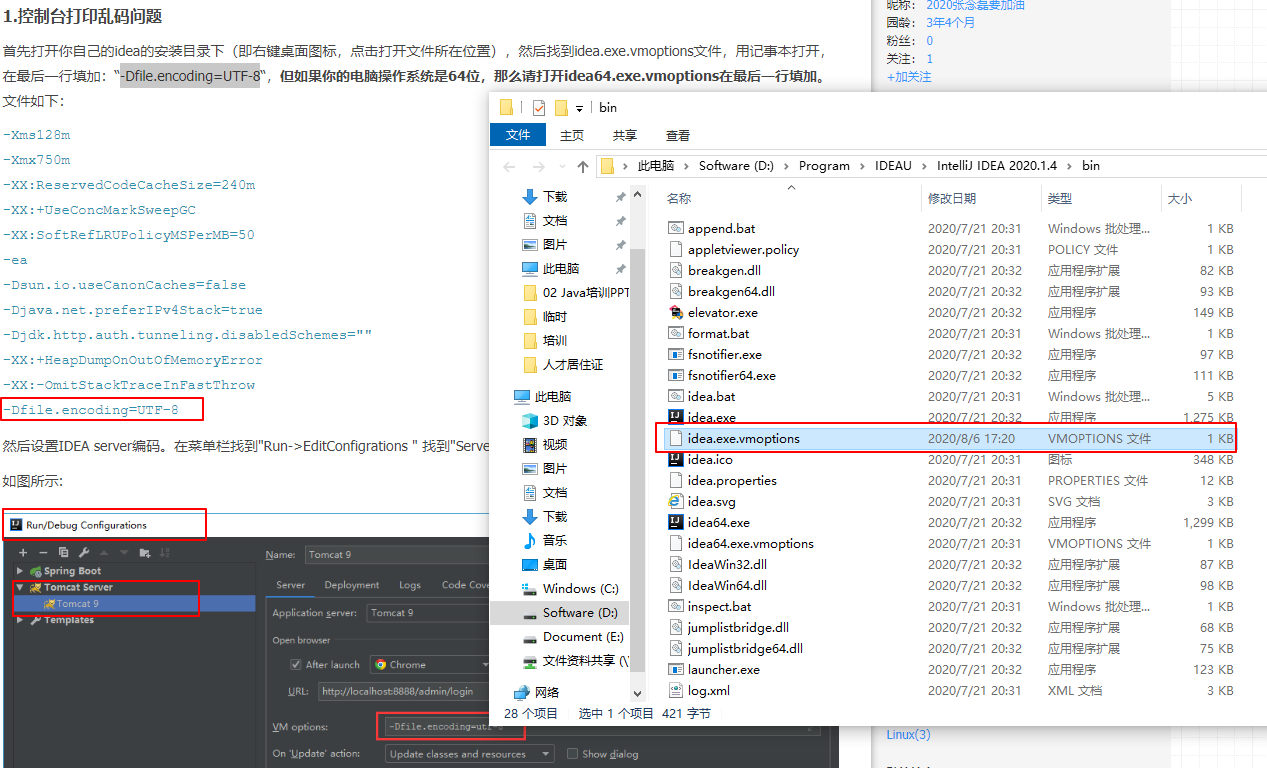 1.控制台打印乱码问题
首先打开你自己的idea的安装目录下（即右键桌面图标，点击打开文件所在位置），然后找到idea.exe.vmoptions文件，用记事本打开，
在最后一行填加：“-Dfile.encoding=UTF-8“，但如果你的电脑操作系统是64位，那么请打开idea64.exe.vmoptions在最后一行填加。
文件如下：
-Xms128m
-Xmx750m
-XX:ReservedCodeCacheSize=240m
-XX:+UseConcMarkSweepGC
-XX:SoftRefLRUPolicyMSPerMB=50
-ea
-Dsun.io.useCanonCaches=false
-Djava.net.preferIPv4Stack=true
-Djdk.http.auth.tunneling.disabledSchemes=""
-XX:+HeapDumpOnOutOfMemoryError
-XX:-OmitStackTraceInFastThrow
-Dfile.encoding=UTF-8
然后设置IDEA server编码。在菜单栏找到"Run->EditConfigrations " 找到"Serve
如图所示:
Run/Debug Configurations
Spring Boot
Tomcat Server
Tomcat 9
Templates
Name: Tomcat 9
Server Deployment Logs Code Cove
Application server: Tomcat 9
Open browser
After launch Chrome
URL: http://localhost:8888/admin/login
VM options: -Dfile.encoding=utf-8
On 'Update' action: Update classes and resources Show dialog
昵称： 2020张念磊要加油
园龄： 3年4个月
粉丝： 0
关注： 1
+加关注
bin
文件 主页 共享 查看
此电脑 Software (D:) Program IDEAU IntelliJ IDEA 2020.1.4 bin
下载
文档
图片
此电脑
02 Java培训PPT
临时
培训
人才居住证
此电脑
3D 对象
视频
图片
文档
下载
音乐
桌面
Windows (C:)
Software (D:)
Document (E:)
文件资料共享 (\\
网络
名称 修改日期 类型 大小
append.bat 2020/7/21 20:31 Windows 批处理... 1 KB
appletviewer.policy 2020/7/21 20:31 POLICY 文件 1 KB
breakgen.dll 2020/7/21 20:32 应用程序扩展 82 KB
breakgen64.dll 2020/7/21 20:32 应用程序扩展 93 KB
elevator.exe 2020/7/21 20:32 应用程序 149 KB
format.bat 2020/7/21 20:31 Windows 批处理... 1 KB
fsnotifier.exe 2020/7/21 20:32 应用程序 97 KB
fsnotifier64.exe 2020/7/21 20:32 应用程序 111 KB
idea.bat 2020/7/21 20:31 Windows 批处理... 5 KB
idea.exe 2020/7/21 20:32 应用程序 1,275 KB
idea.exe.vmoptions 2020/8/6 17:20 VMOPTIONS 文件 1 KB
idea.ico 2020/7/21 20:31 图标 348 KB
idea.properties 2020/7/21 20:31 PROPERTIES 文件 12 KB
idea.svg 2020/7/21 20:31 SVG 文档 3 KB
idea64.exe 2020/7/21 20:32 应用程序 1,299 KB
idea64.exe.vmoptions 2020/7/21 20:31 VMOPTIONS 文件 1 KB
IdeaWin32.dll 2020/7/21 20:32 应用程序扩展 87 KB
IdeaWin64.dll 2020/7/21 20:32 应用程序扩展 98 KB
inspect.bat 2020/7/21 20:31 Windows 批处理... 1 KB
jumplistbridge.dll 2020/7/21 20:32 应用程序扩展 68 KB
jumplistbridge64.dll 2020/7/21 20:32 应用程序扩展 75 KB
launcher.exe 2020/7/21 20:32 应用程序 123 KB
log.xml 2020/7/21 20:31 XML 文档 3 KB
28 个项目 选中 1 个项目 421 字节
Linux(3)